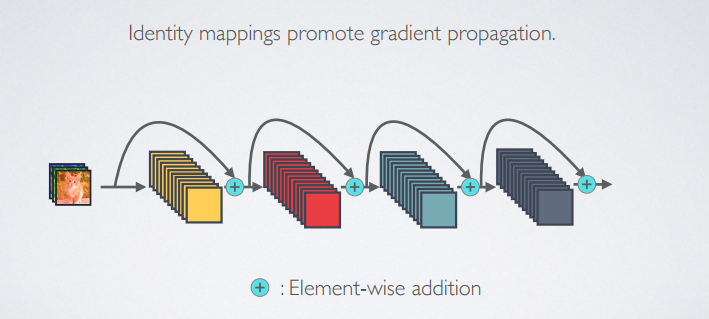 Identity mappings promote gradient propagation.
+ : Element-wise addition